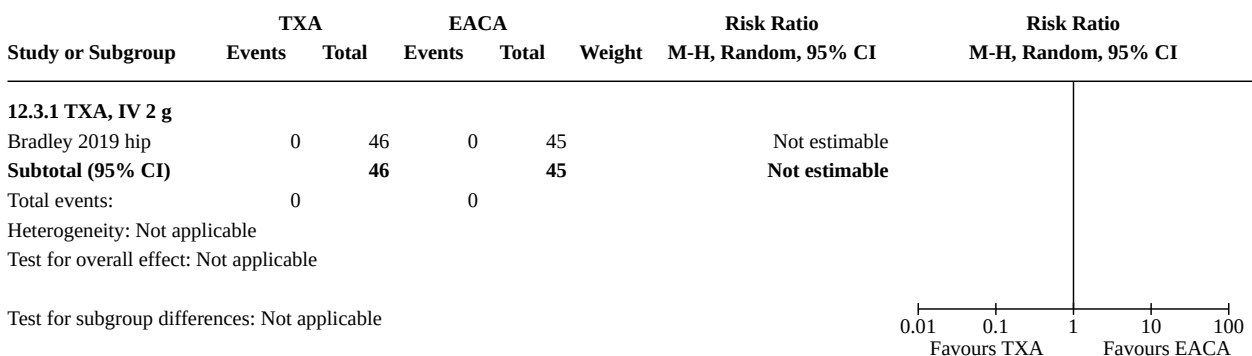 TXA EACA Risk Ratio Risk Ratio
Study or Subgroup Events Total Events Total Weight M-H, Random, 95% CI M-H, Random, 95% CI
12.3.1 TXA, IV 2 g
Bradley 2019 hip 0 46 0 45 Not estimable
Subtotal (95% CI) 46 45 Not estimable
Total events: 0 0
Heterogeneity: Not applicable
Test for overall effect: Not applicable
Test for subgroup differences: Not applicable
0.01 0.1 1 10 100
Favours TXA Favours EACA